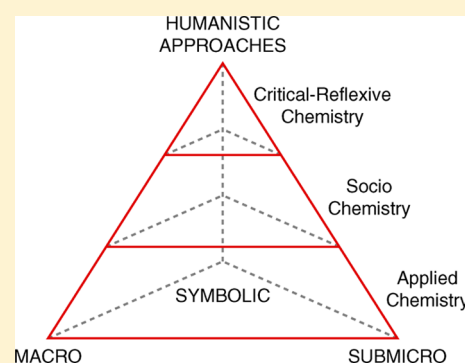 HUMANISTIC
APPROACHES
Critical-Reflexive
Chemistry
Socio
Chemistry
Applied
Chemistry
SYMBOLIC
MACRO
SUBMICRO